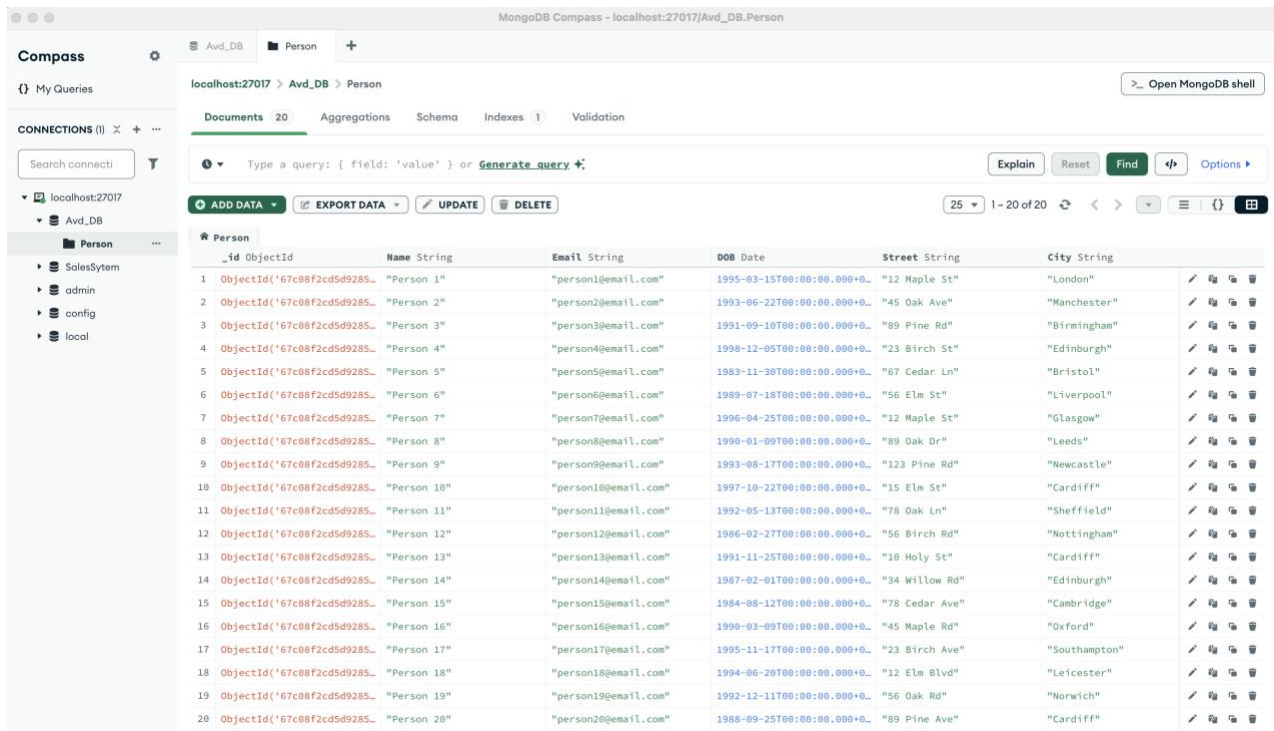 MongoDB Compass - localhost:27017/Avd_DB.Person
Compass
{} My Queries
CONNECTIONS (1)
Search connecti
localhost:27017
Avd_DB
Person
SalesSytem
admin
config
local
Avd_DB Person
localhost:27017 > Avd_DB > Person
>_ Open MongoDB shell
Documents 20 Aggregations Schema Indexes 1 Validation
Type a query: { field: 'value' } or Generate query
Explain Reset Find </> Options
ADD DATA EXPORT DATA UPDATE DELETE
25 1 - 20 of 20 {}
Person
_id ObjectId Name String Email String DOB Date Street String City String
1 ObjectId('67c08f2cd5d9285… "Person 1" "person1@email.com" 1995-03-15T00:00:00.000+0… "12 Maple St" "London"
2 ObjectId('67c08f2cd5d9285… "Person 2" "person2@email.com" 1993-06-22T00:00:00.000+0… "45 Oak Ave" "Manchester"
3 ObjectId('67c08f2cd5d9285… "Person 3" "person3@email.com" 1991-09-10T00:00:00.000+0… "89 Pine Rd" "Birmingham"
4 ObjectId('67c08f2cd5d9285… "Person 4" "person4@email.com" 1998-12-05T00:00:00.000+0… "23 Birch St" "Edinburgh"
5 ObjectId('67c08f2cd5d9285… "Person 5" "person5@email.com" 1983-11-30T00:00:00.000+0… "67 Cedar Ln" "Bristol"
6 ObjectId('67c08f2cd5d9285… "Person 6" "person6@email.com" 1989-07-18T00:00:00.000+0… "56 Elm St" "Liverpool"
7 ObjectId('67c08f2cd5d9285… "Person 7" "person7@email.com" 1996-04-25T00:00:00.000+0… "12 Maple St" "Glasgow"
8 ObjectId('67c08f2cd5d9285… "Person 8" "person8@email.com" 1990-01-09T00:00:00.000+0… "89 Oak Dr" "Leeds"
9 ObjectId('67c08f2cd5d9285… "Person 9" "person9@email.com" 1993-08-17T00:00:00.000+0… "123 Pine Rd" "Newcastle"
10 ObjectId('67c08f2cd5d9285… "Person 10" "person10@email.com" 1997-10-22T00:00:00.000+0… "15 Elm St" "Cardiff"
11 ObjectId('67c08f2cd5d9285… "Person 11" "person11@email.com" 1992-05-13T00:00:00.000+0… "78 Oak Ln" "Sheffield"
12 ObjectId('67c08f2cd5d9285… "Person 12" "person12@email.com" 1986-02-27T00:00:00.000+0… "56 Birch Rd" "Nottingham"
13 ObjectId('67c08f2cd5d9285… "Person 13" "person13@email.com" 1991-11-25T00:00:00.000+0… "10 Holy St" "Cardiff"
14 ObjectId('67c08f2cd5d9285… "Person 14" "person14@email.com" 1987-02-01T00:00:00.000+0… "34 Willow Rd" "Edinburgh"
15 ObjectId('67c08f2cd5d9285… "Person 15" "person15@email.com" 1984-08-12T00:00:00.000+0… "78 Cedar Ave" "Cambridge"
16 ObjectId('67c08f2cd5d9285… "Person 16" "person16@email.com" 1990-03-09T00:00:00.000+0… "45 Maple Rd" "Oxford"
17 ObjectId('67c08f2cd5d9285… "Person 17" "person17@email.com" 1995-11-17T00:00:00.000+0… "23 Birch Ave" "Southampton"
18 ObjectId('67c08f2cd5d9285… "Person 18" "person18@email.com" 1994-06-20T00:00:00.000+0… "12 Elm Blvd" "Leicester"
19 ObjectId('67c08f2cd5d9285… "Person 19" "person19@email.com" 1992-12-11T00:00:00.000+0… "56 Oak Rd" "Norwich"
20 ObjectId('67c08f2cd5d9285… "Person 20" "person20@email.com" 1988-09-25T00:00:00.000+0… "89 Pine Ave" "Cardiff"